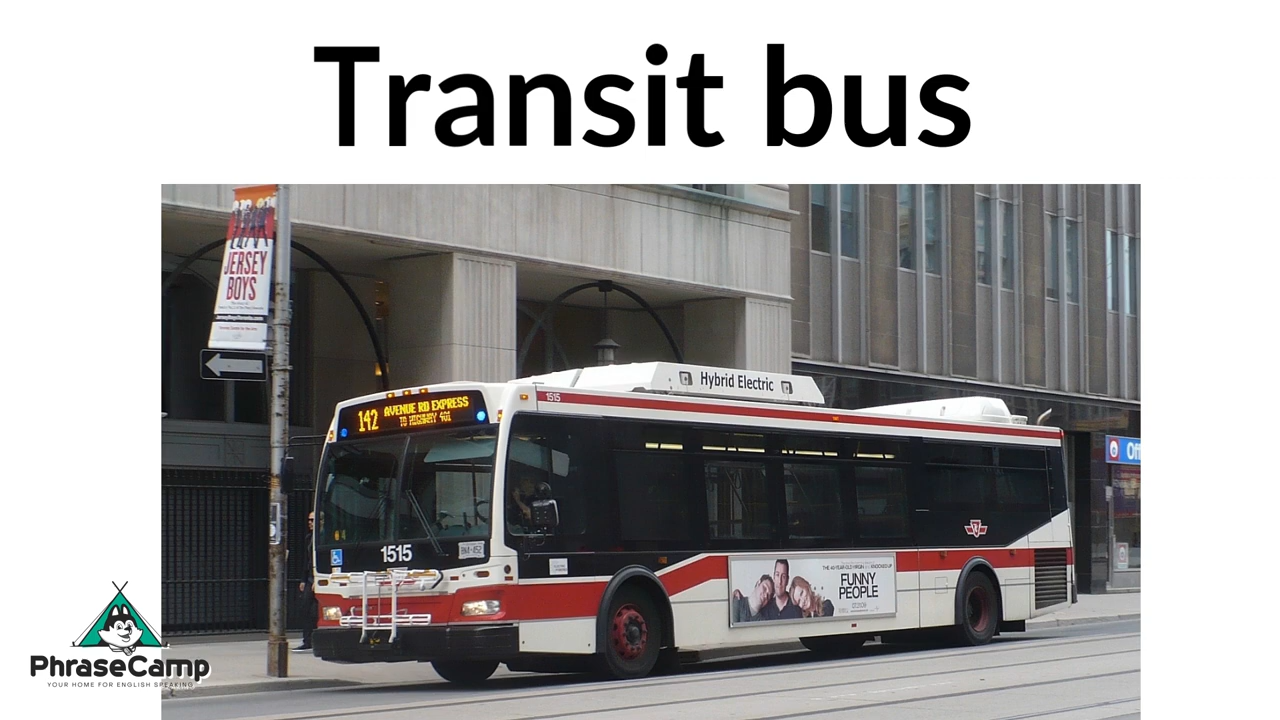 Transit bus
JERSEY
BOYS
Hybrid Electric
1515
142 AVENUE RD EXPRESS
TO HIGHWAY 401
1515
FUNNY
PEOPLE
Off
PhraseCamp
YOUR HOME FOR ENGLISH SPEAKING